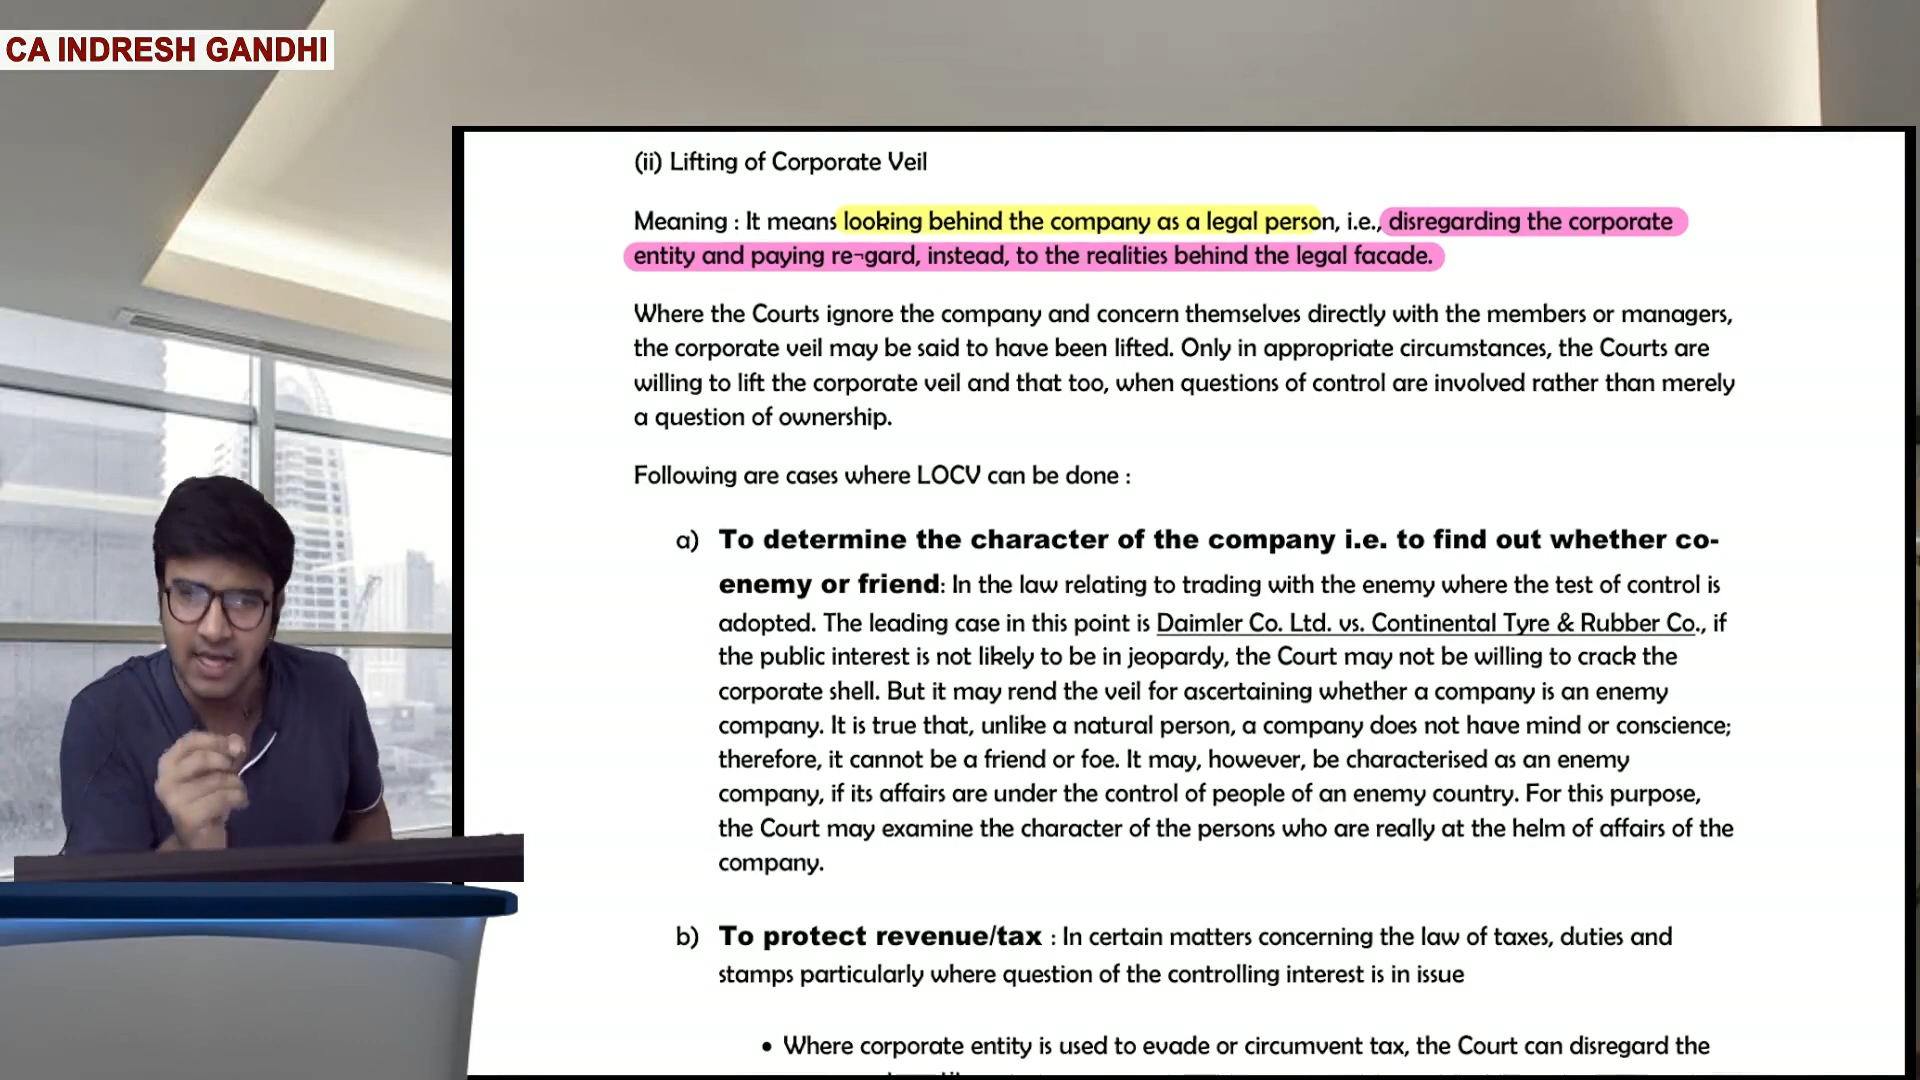 CA INDRESH GANDHI
(ii) Lifting of Corporate Veil
Meaning : It means looking behind the company as a legal person, i.e., disregarding the corporate
entity and paying re¬gard, instead, to the realities behind the legal facade.
Where the Courts ignore the company and concern themselves directly with the members or managers,
the corporate veil may be said to have been lifted. Only in appropriate circumstances, the Courts are
willing to lift the corporate veil and that too, when questions of control are involved rather than merely
a question of ownership.
Following are cases where LOCV can be done :
a) To determine the character of the company i.e. to find out whether co-
enemy or friend: In the law relating to trading with the enemy where the test of control is
adopted. The leading case in this point is Daimler Co. Ltd. vs. Continental Tyre & Rubber Co., if
the public interest is not likely to be in jeopardy, the Court may not be willing to crack the
corporate shell. But it may rend the veil for ascertaining whether a company is an enemy
company. It is true that, unlike a natural person, a company does not have mind or conscience;
therefore, it cannot be a friend or foe. It may, however, be characterised as an enemy
company, if its affairs are under the control of people of an enemy country. For this purpose,
the Court may examine the character of the persons who are really at the helm of affairs of the
company.
b) To protect revenue/tax : In certain matters concerning the law of taxes, duties and
stamps particularly where question of the controlling interest is in issue
• Where corporate entity is used to evade or circumvent tax, the Court can disregard the